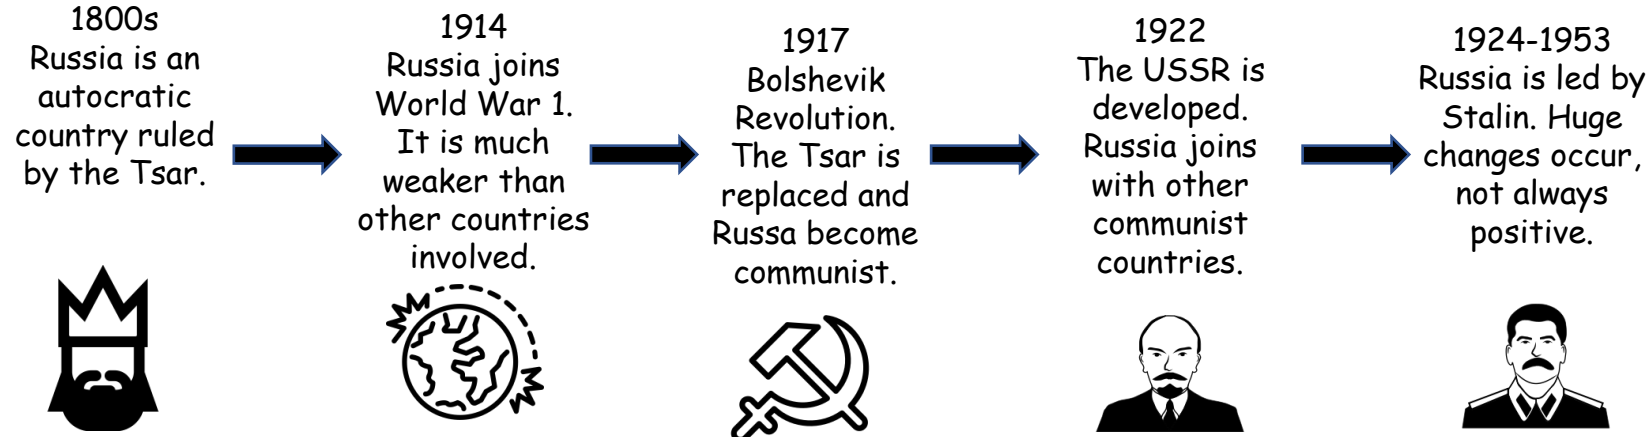 1800s
Russia is an
autocratic
country ruled
by the Tsar.
1914
Russia joins
World War 1.
It is much
weaker than
other countries
involved.
1917
Bolshevik
Revolution.
The Tsar is
replaced and
Russa become
communist.
1922
The USSR is
developed.
Russia joins
with other
communist
countries.
1924-1953
Russia is led by
Stalin. Huge
changes occur,
not always
positive.